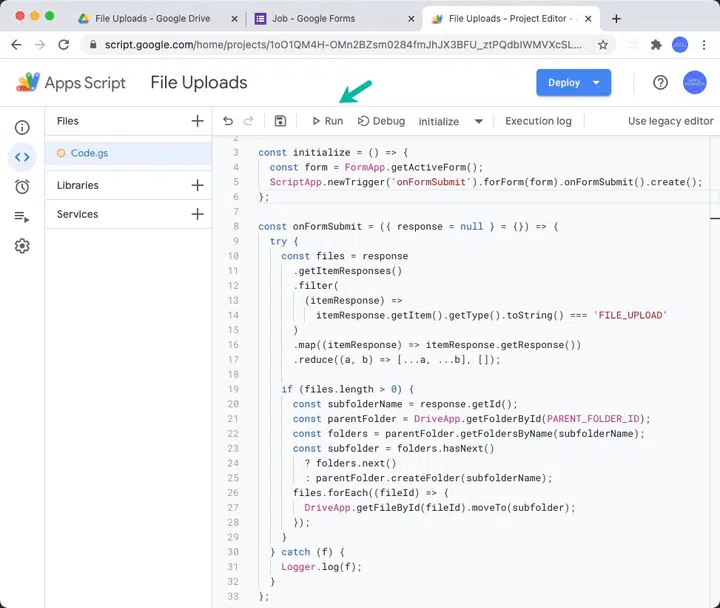 File Uploads - Google Drive
Job - Google Forms
File Uploads - Project Editor -
script.google.com/home/projects/1oO1QM4H-OMn2BZsm0284fmJhJX3BFU_ztPQdbIWMVXcSL...
Apps Script
File Uploads
Deploy
Files
Run
Debug
initialize
Execution log
Use legacy editor
Code.gs
Libraries
Services
2
3 const initialize = () => {
4 const form = FormApp.getActiveForm();
5 ScriptApp.newTrigger('onFormSubmit').forForm(form).onFormSubmit().create();
6 };
7
8 const onFormSubmit = ({ response = null } = {}) => {
9 try {
10 const files = response
11 .getItemResponses()
12 .filter(
13 (itemResponse) =>
14 itemResponse.getItem().getType().toString() === 'FILE_UPLOAD'
15 )
16 .map((itemResponse) => itemResponse.getResponse())
17 .reduce((a, b) => [...a, ...b], []);
18
19 if (files.length > 0) {
20 const subfolderName = response.getId();
21 const parentFolder = DriveApp.getFolderById(PARENT_FOLDER_ID);
22 const folders = parentFolder.getFoldersByName(subfolderName);
23 const subfolder = folders.hasNext()
24 ? folders.next()
25 : parentFolder.createFolder(subfolderName);
26 files.forEach((fileId) => {
27 DriveApp.getFileById(fileId).moveTo(subfolder);
28 });
29 }
30 } catch (f) {
31 Logger.log(f);
32 }
33 };